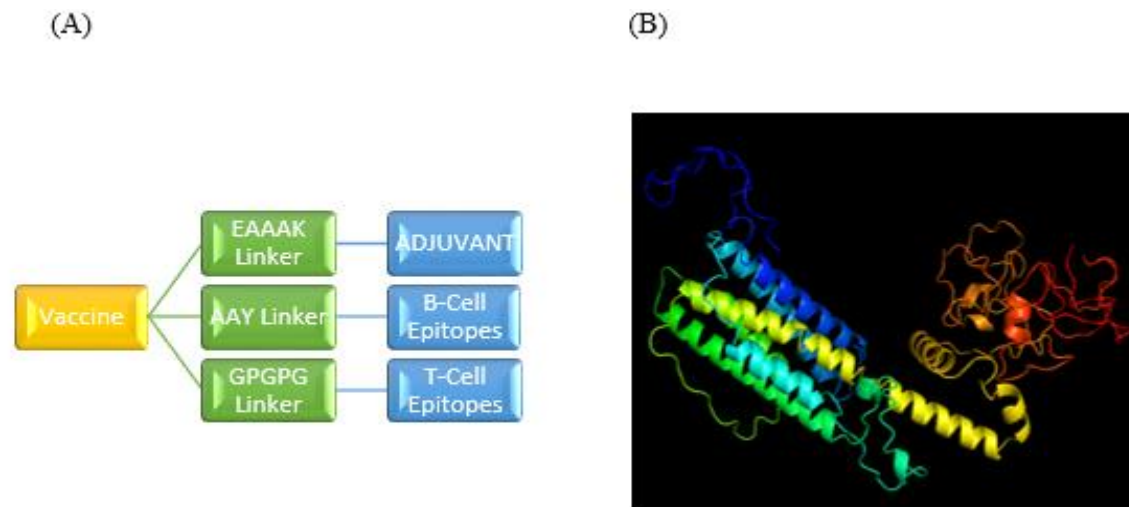 (A)
(B)
Vaccine
EAAAK
Linker
ADJUVANT
AAY Linker
B-Cell
Epitopes
GPGPG
Linker
T-Cell
Epitopes